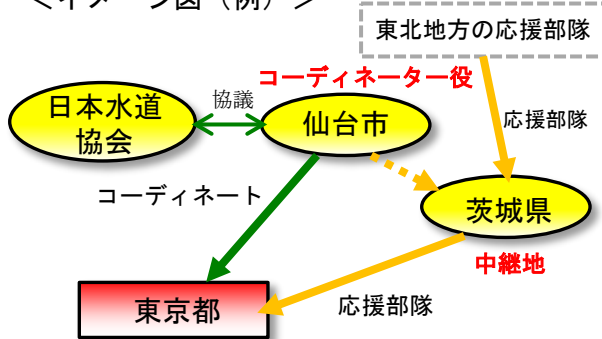 ＜イメージ図（例）＞
東北地方の応援部隊
コーディネーター役
日本水道
協会
協議
仙台市
応援部隊
コーディネート
茨城県
中継地
東京都
応援部隊